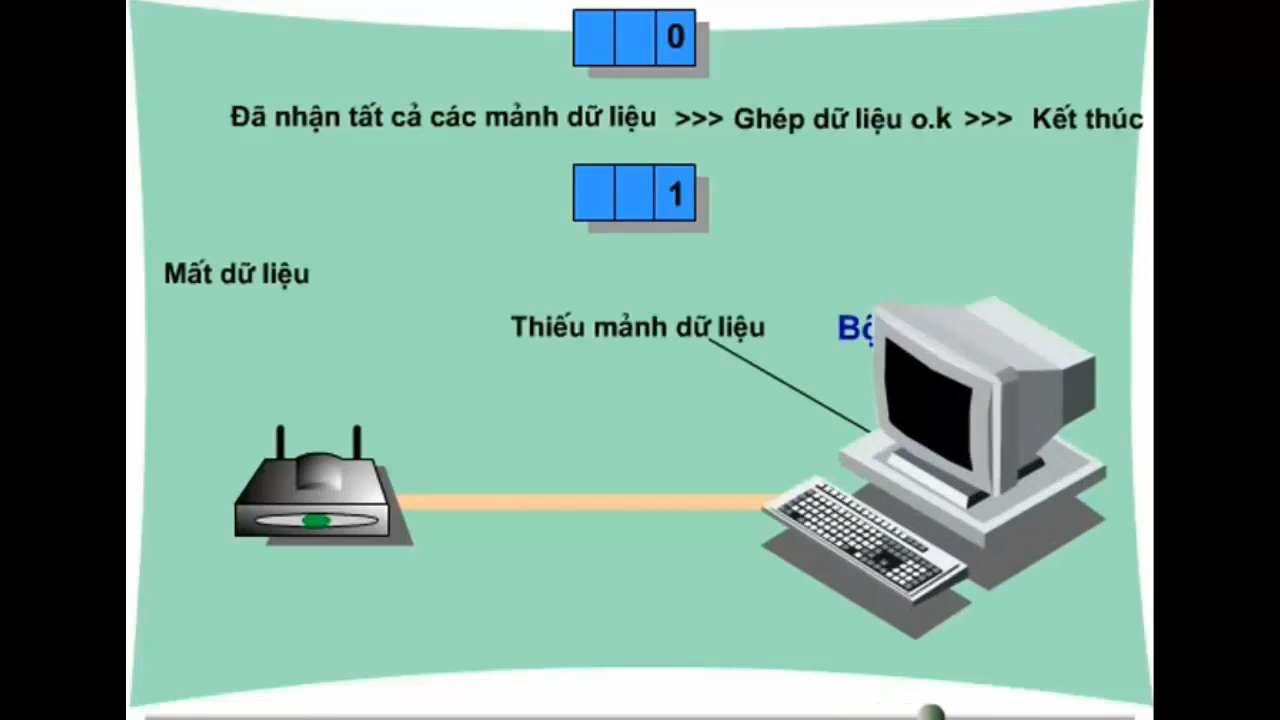 0
Đã nhận tất cả các mảnh dữ liệu >>> Ghép dữ liệu o.k >>> Kết thúc
1
Mất dữ liệu
Thiếu mảnh dữ liệu